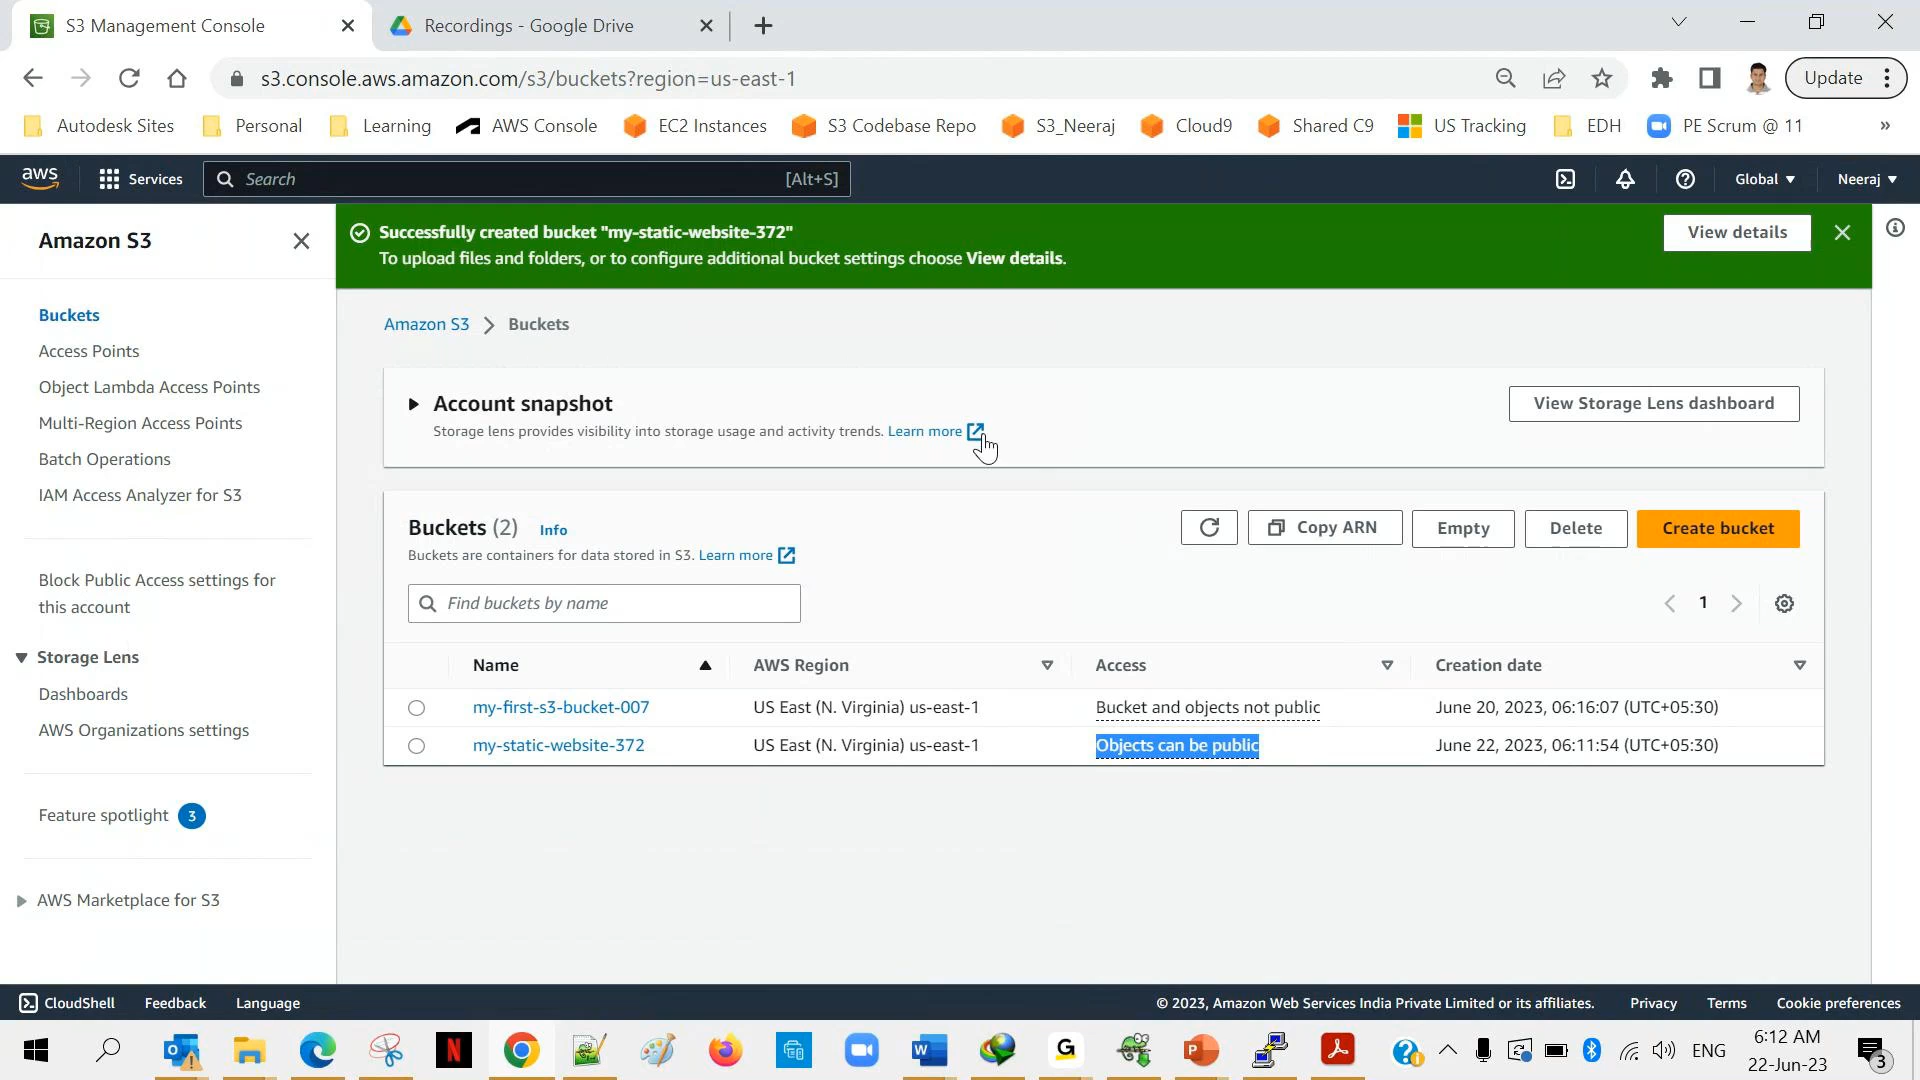 S3 Management Console
Recordings - Google Drive
s3.console.aws.amazon.com/s3/buckets?region=us-east-1
Update
Autodesk Sites
Personal
Learning
AWS Console
EC2 Instances
S3 Codebase Repo
S3_Neeraj
Cloud9
Shared C9
US Tracking
EDH
PE Scrum @ 11
»
aws
Services
Search
[Alt+S]
Global
Neeraj
Amazon S3
Buckets
Access Points
Object Lambda Access Points
Multi-Region Access Points
Batch Operations
IAM Access Analyzer for S3
Block Public Access settings for
this account
Storage Lens
Dashboards
AWS Organizations settings
Feature spotlight 3
AWS Marketplace for S3
Successfully created bucket "my-static-website-372"
To upload files and folders, or to configure additional bucket settings choose View details.
View details
Amazon S3 > Buckets
Account snapshot
Storage lens provides visibility into storage usage and activity trends. Learn more
View Storage Lens dashboard
Buckets (2) Info
Buckets are containers for data stored in S3. Learn more
Copy ARN
Empty
Delete
Create bucket
Find buckets by name
1
Name AWS Region Access Creation date
my-first-s3-bucket-007 US East (N. Virginia) us-east-1 Bucket and objects not public June 20, 2023, 06:16:07 (UTC+05:30)
my-static-website-372 US East (N. Virginia) us-east-1 Objects can be public June 22, 2023, 06:11:54 (UTC+05:30)
CloudShell
Feedback
Language
© 2023, Amazon Web Services India Private Limited or its affiliates.
Privacy
Terms
Cookie preferences
ENG
6:12 AM
22-Jun-23
3